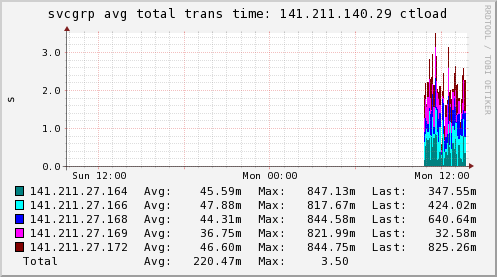 svcgrp avg total trans time: 141.211.140.29 ctload
RRDTOOL / TOBI OETIKER
s
3.0
2.0
1.0
0.0
Sun 12:00 Mon 00:00 Mon 12:00
141.211.27.164 Avg: 45.59m Max: 847.13m Last: 347.55m
141.211.27.166 Avg: 47.88m Max: 817.67m Last: 424.02m
141.211.27.168 Avg: 44.31m Max: 844.58m Last: 640.64m
141.211.27.169 Avg: 36.75m Max: 821.99m Last: 32.58m
141.211.27.172 Avg: 46.60m Max: 844.75m Last: 825.26m
Total Avg: 220.47m Max: 3.50